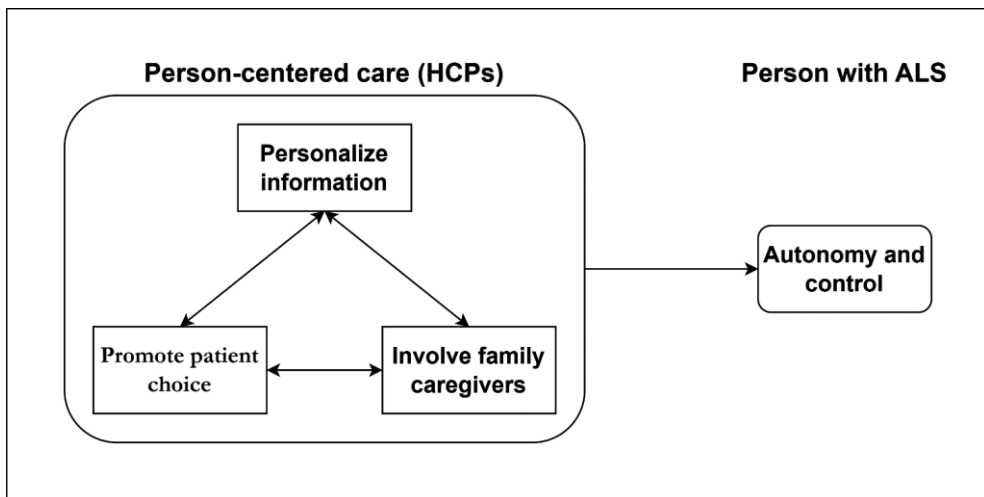 Person-centered care (HCPs)
Person with ALS
Personalize
information
Promote patient
choice
Involve family
caregivers
Autonomy and
control